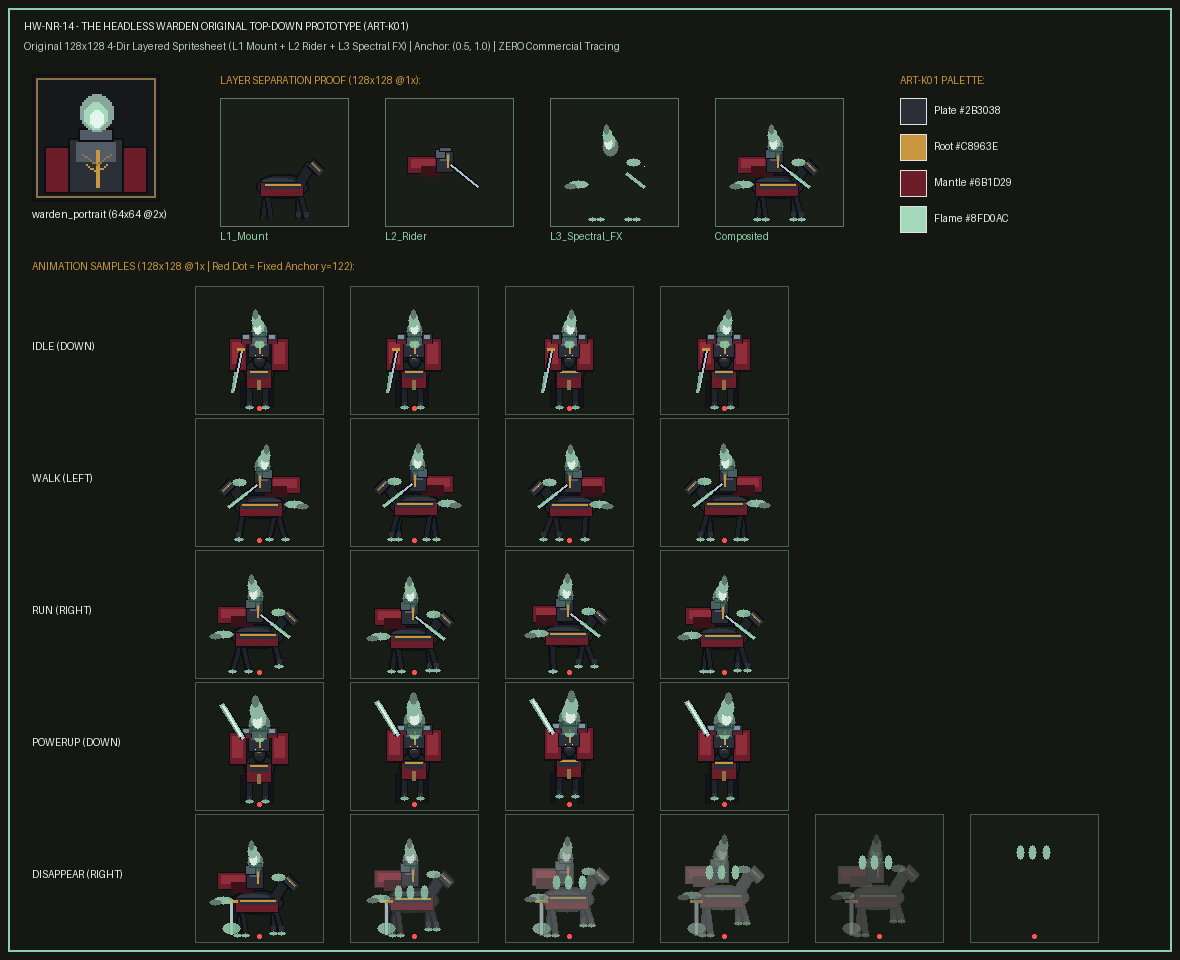 HW-NR-14 - THE HEADLESS WARDEN ORIGINAL TOP-DOWN PROTOTYPE (ART-K01)
Original 128x128 4-Dir Layered Spritesheet (L1 Mount + L2 Rider + L3 Spectral FX) | Anchor: (0.5, 1.0) | ZERO Commercial Tracing
LAYER SEPARATION PROOF (128x128 @1x):
ART-K01 PALETTE:
Plate #2B3038
Root #C8963E
Mantle #6B1D29
Flame #8FD0AC
warden_portrait (64x64 @2x)
L1_Mount
L2_Rider
L3_Spectral_FX
Composited
ANIMATION SAMPLES (128x128 @1x | Red Dot = Fixed Anchor y=122):
IDLE (DOWN)
WALK (LEFT)
RUN (RIGHT)
POWERUP (DOWN)
DISAPPEAR (RIGHT)